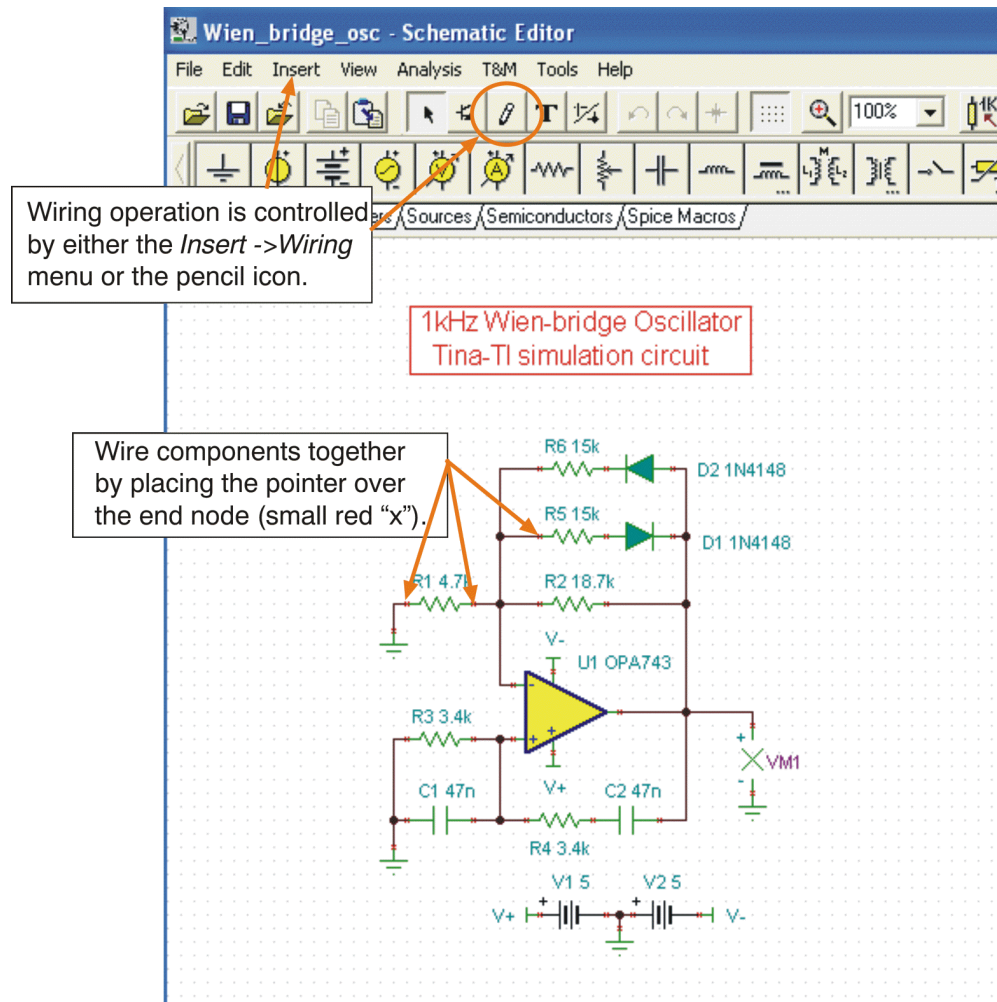 Wien_bridge_osc - Schematic Editor
File Edit Insert View Analysis T&M Tools Help
T 100% 1K
A M L1 L2
Sources Semiconductors Spice Macros
Wiring operation is controlled
by either the Insert ->Wiring
menu or the pencil icon.
1kHz Wien-bridge Oscillator
Tina-TI simulation circuit
Wire components together
by placing the pointer over
the end node (small red “x”).
R6 15k
D2 1N4148
R5 15k
D1 1N4148
R1 4.7k
R2 18.7k
V-
U1 OPA743
R3 3.4k
VM1
C1 47n
V+
C2 47n
R4 3.4k
V1 5
V2 5
V+
V-